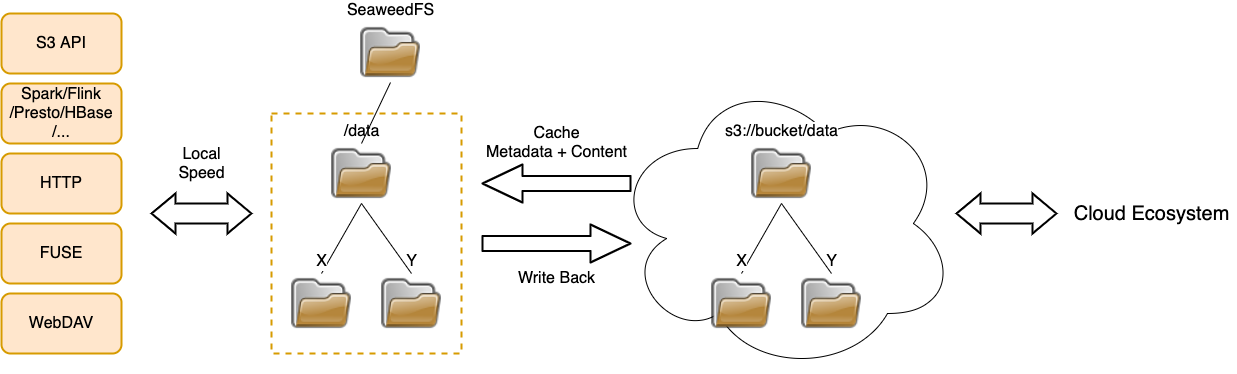 SeaweedFS
S3 API
Spark/Flink
/Presto/HBase
/...
HTTP
FUSE
WebDAV
Local
Speed
/data
X
Y
Cache
Metadata + Content
Write Back
s3://bucket/data
X
Y
Cloud Ecosystem